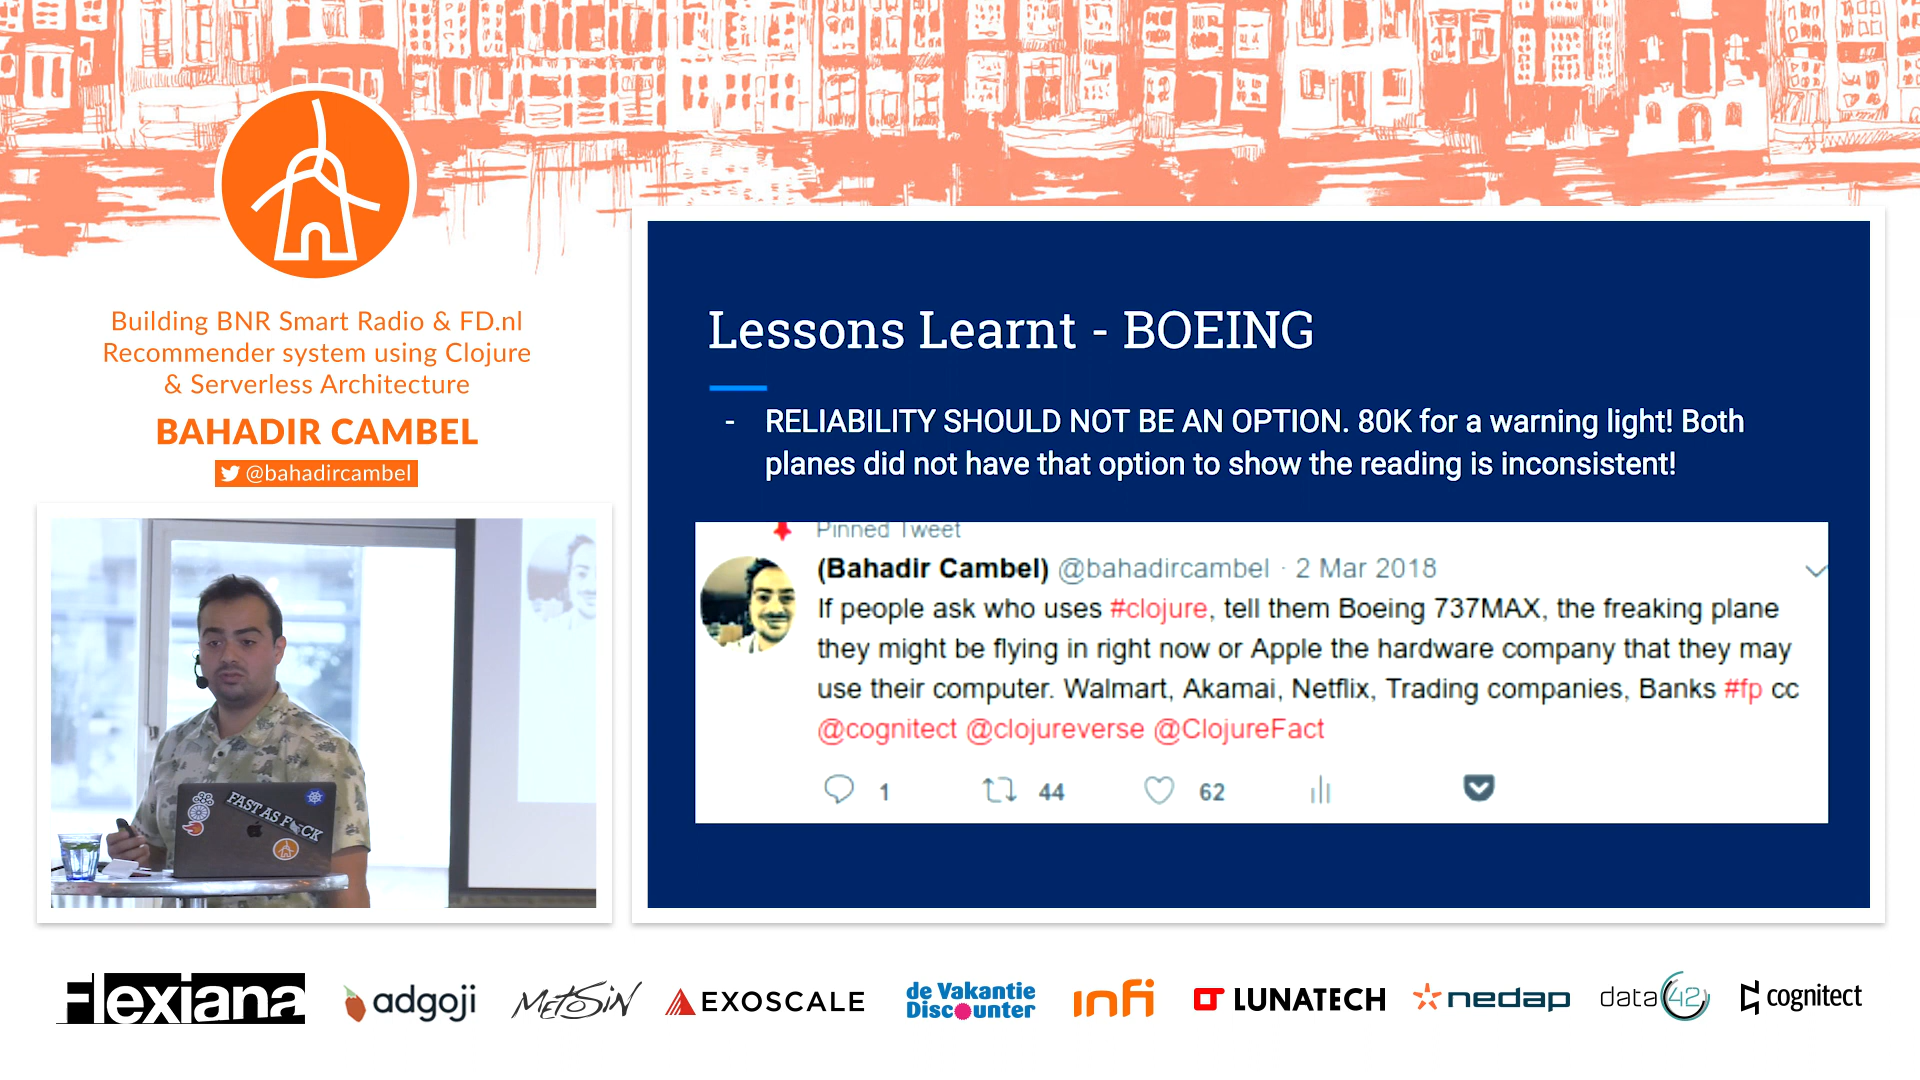 Building BNR Smart Radio & FD.nl
Recommender system using Clojure
& Serverless Architecture
BAHADIR CAMBEL
@bahadircambel
FAST AS F CK
Lessons Learnt - BOEING
- RELIABILITY SHOULD NOT BE AN OPTION. 80K for a warning light! Both
planes did not have that option to show the reading is inconsistent!
Pinned Tweet
(Bahadir Cambel) @bahadircambel · 2 Mar 2018
If people ask who uses #clojure, tell them Boeing 737MAX, the freaking plane
they might be flying in right now or Apple the hardware company that they may
use their computer. Walmart, Akamai, Netflix, Trading companies, Banks #fp cc
@cognitect @clojureverse @ClojureFact
1 44 62
Flexiana
adgoji
METOSIN
EXOSCALE
de Vakantie
Discounter
infi
LUNATECH
nedap
data 42
cognitect